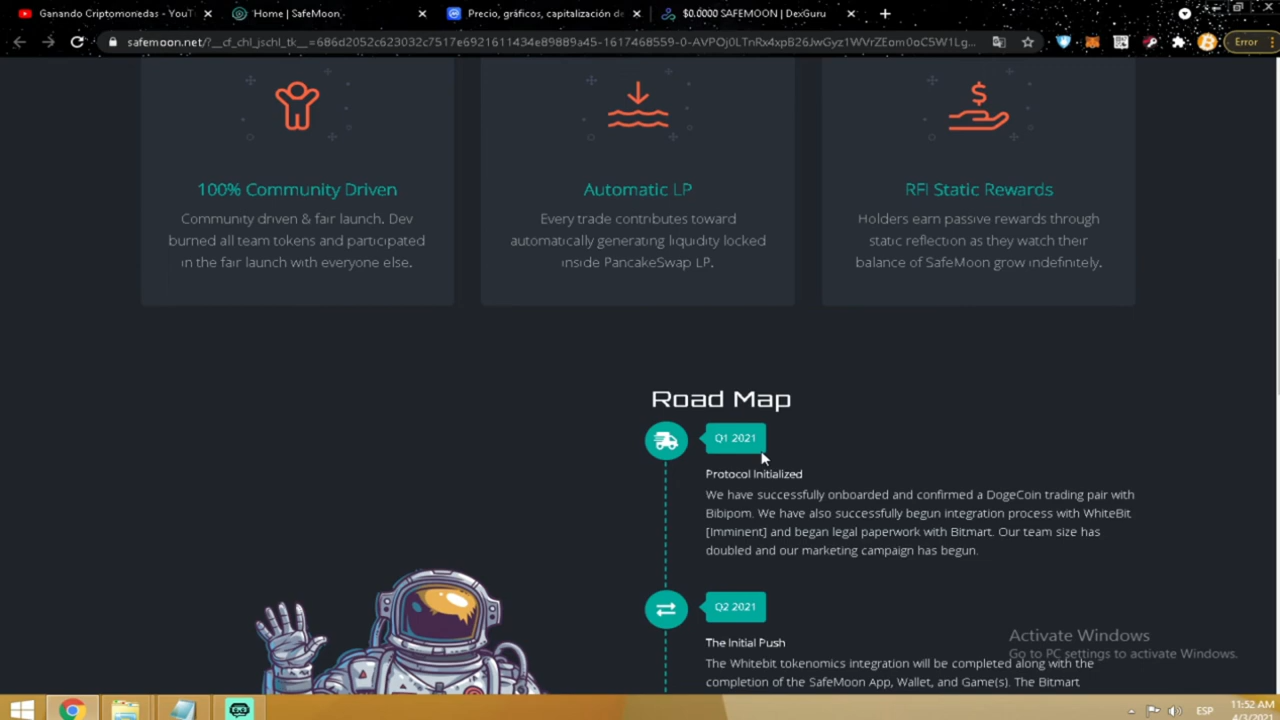 Ganando Criptomonedas - YouT
Home | SafeMoon
Precio, gráficos, capitalización de
$0.0000 SAFEMOON | DexGuru
Error
100% Community Driven
Community driven & fair launch. Dev
burned all team tokens and participated
in the fair launch with everyone else.
Automatic LP
Every trade contributes toward
automatically generating liquidity locked
inside PancakeSwap LP.
RFI Static Rewards
Holders earn passive rewards through
static reflection as they watch their
balance of SafeMoon grow indefinitely.
Road Map
Q1 2021
Protocol Initialized
We have successfully onboarded and confirmed a DogeCoin trading pair with
Bibipom. We have also successfully begun integration process with WhiteBit
[Imminent] and began legal paperwork with Bitmart. Our team size has
doubled and our marketing campaign has begun.
Q2 2021
The Initial Push
The Whitebit tokenomics integration will be completed along with the
completion of the SafeMoon App, Wallet, and Game(s). The Bitmart
Activate Windows
Go to PC settings to activate Windows.
ESP
11:52 AM
4/3/2021